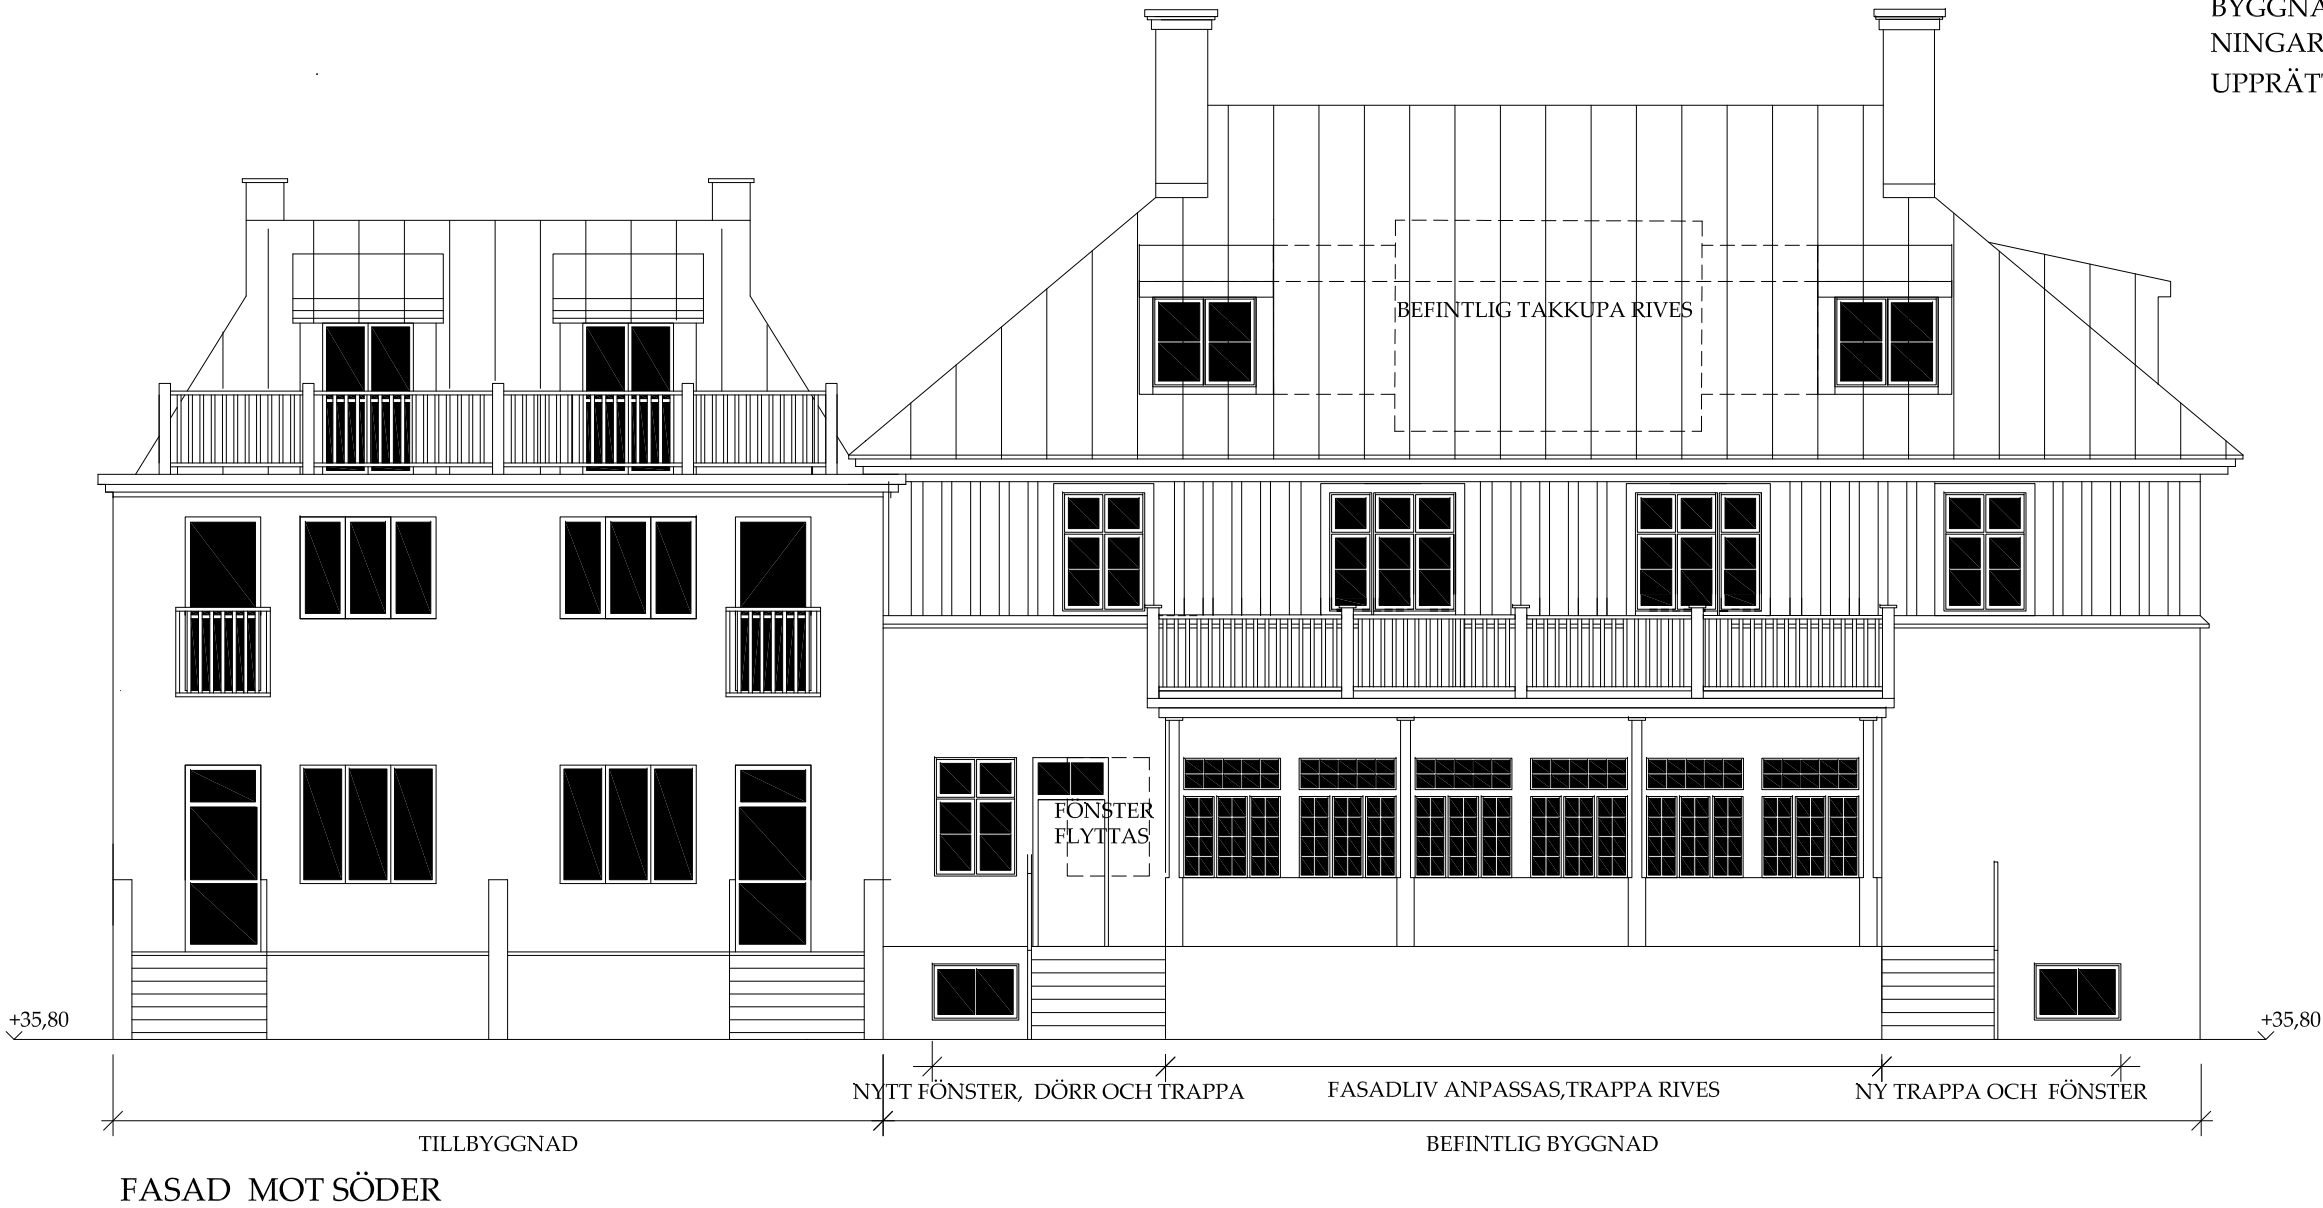 BYGGNA
NINGAR
UPPRÄT
BEFINTLIG TAKKUPA RIVES
FÖNSTER
FLYTTAS
+35,80
+35,80
NYTT FÖNSTER, DÖRR OCH TRAPPA
FASADLIV ANPASSAS,TRAPPA RIVES
NY TRAPPA OCH FÖNSTER
TILLBYGGNAD
BEFINTLIG BYGGNAD
FASAD MOT SÖDER